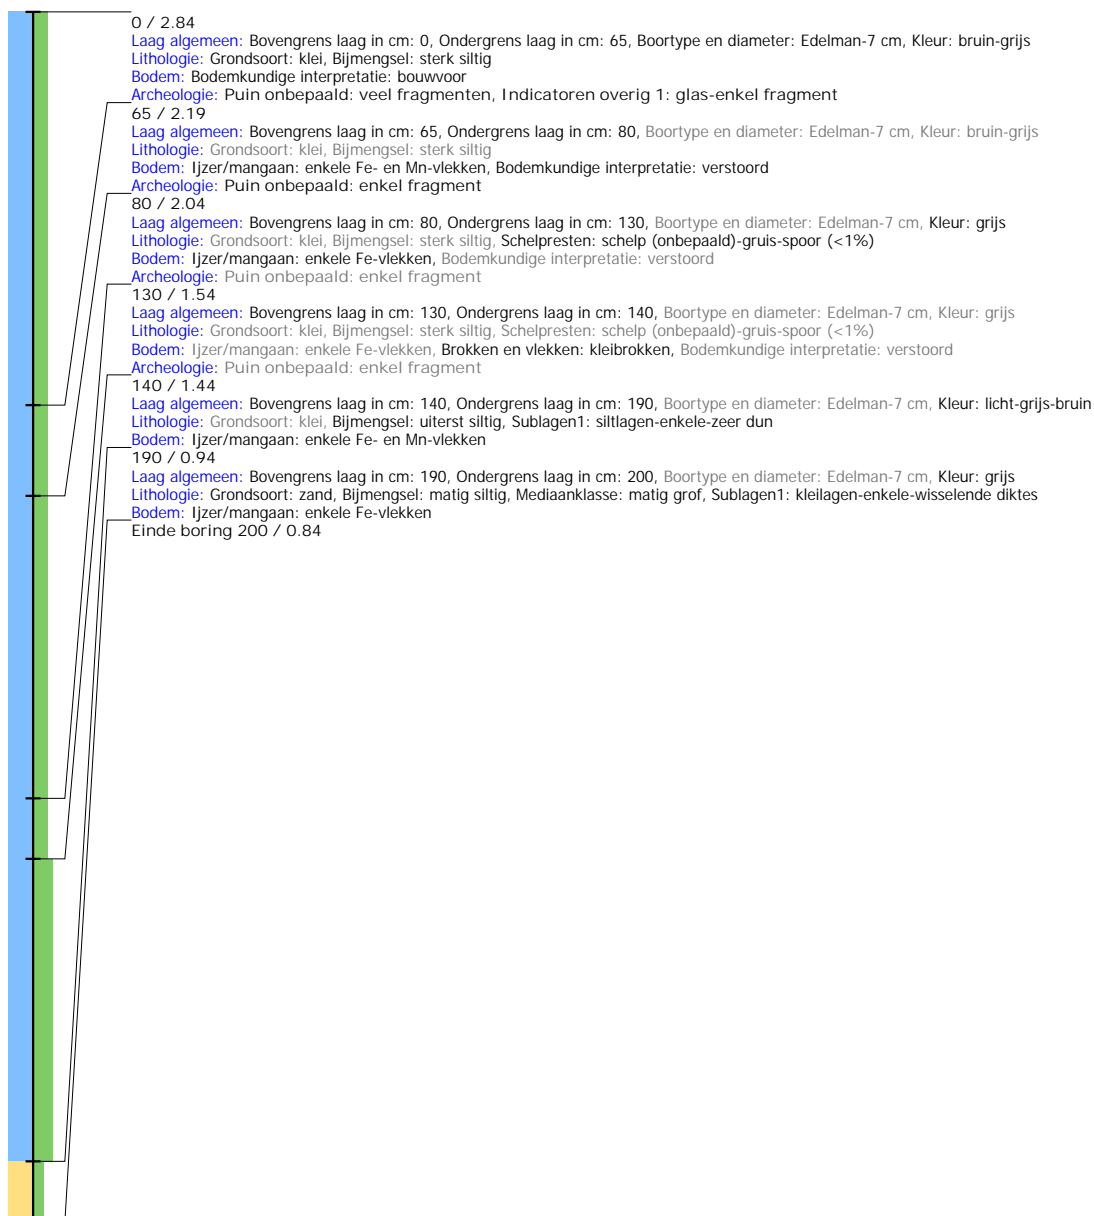 0 / 2.84
Laag algemeen: Bovengrens laag in cm: 0, Ondergrens laag in cm: 65, Boortype en diameter: Edelman-7 cm, Kleur: bruin-grijs
Lithologie: Grondsoort: klei, Bijmengsel: sterk siltig
Bodem: Bodemkundige interpretatie: bouwvoor
Archeologie: Puin onbepaald: veel fragmenten, Indicatoren overig 1: glas-enkel fragment
65 / 2.19
Laag algemeen: Bovengrens laag in cm: 65, Ondergrens laag in cm: 80, Boortype en diameter: Edelman-7 cm, Kleur: bruin-grijs
Lithologie: Grondsoort: klei, Bijmengsel: sterk siltig
Bodem: Ijzer/mangaan: enkele Fe- en Mn-vlekken, Bodemkundige interpretatie: verstoord
Archeologie: Puin onbepaald: enkel fragment
80 / 2.04
Laag algemeen: Bovengrens laag in cm: 80, Ondergrens laag in cm: 130, Boortype en diameter: Edelman-7 cm, Kleur: grijs
Lithologie: Grondsoort: klei, Bijmengsel: sterk siltig, Schelpresten: schelp (onbepaald)-gruis-spoor (<1%)
Bodem: Ijzer/mangaan: enkele Fe-vlekken, Bodemkundige interpretatie: verstoord
Archeologie: Puin onbepaald: enkel fragment
130 / 1.54
Laag algemeen: Bovengrens laag in cm: 130, Ondergrens laag in cm: 140, Boortype en diameter: Edelman-7 cm, Kleur: grijs
Lithologie: Grondsoort: klei, Bijmengsel: sterk siltig, Schelpresten: schelp (onbepaald)-gruis-spoor (<1%)
Bodem: Ijzer/mangaan: enkele Fe-vlekken, Brokken en vlekken: kleibrokken, Bodemkundige interpretatie: verstoord
Archeologie: Puin onbepaald: enkel fragment
140 / 1.44
Laag algemeen: Bovengrens laag in cm: 140, Ondergrens laag in cm: 190, Boortype en diameter: Edelman-7 cm, Kleur: licht-grijs-bruin
Lithologie: Grondsoort: klei, Bijmengsel: uiterst siltig, Sublagen1: siltlagen-enkele-zeer dun
Bodem: Ijzer/mangaan: enkele Fe- en Mn-vlekken
190 / 0.94
Laag algemeen: Bovengrens laag in cm: 190, Ondergrens laag in cm: 200, Boortype en diameter: Edelman-7 cm, Kleur: grijs
Lithologie: Grondsoort: zand, Bijmengsel: matig siltig, Mediaanklasse: matig grof, Sublagen1: kleilagen-enkele-wisselende diktes
Bodem: Ijzer/mangaan: enkele Fe-vlekken
Einde boring 200 / 0.84